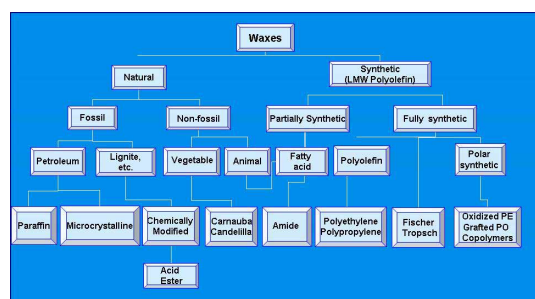 Waxes
Synthetic
(LMW Polyolefin)
Natural
Fossil
Non-fossil
Partially Synthetic
Fully synthetic
Petroleum
Lignite,
etc.
Vegetable
Animal
Fatty
acid
Polyolefin
Polar
synthetic
Paraffin
Microcrystalline
Chemically
Modified
Carnauba
Candelilla
Amide
Polyethylene
Polypropylene
Fischer
Tropsch
Oxidized PE
Grafted PO
Copolymers
Acid
Ester